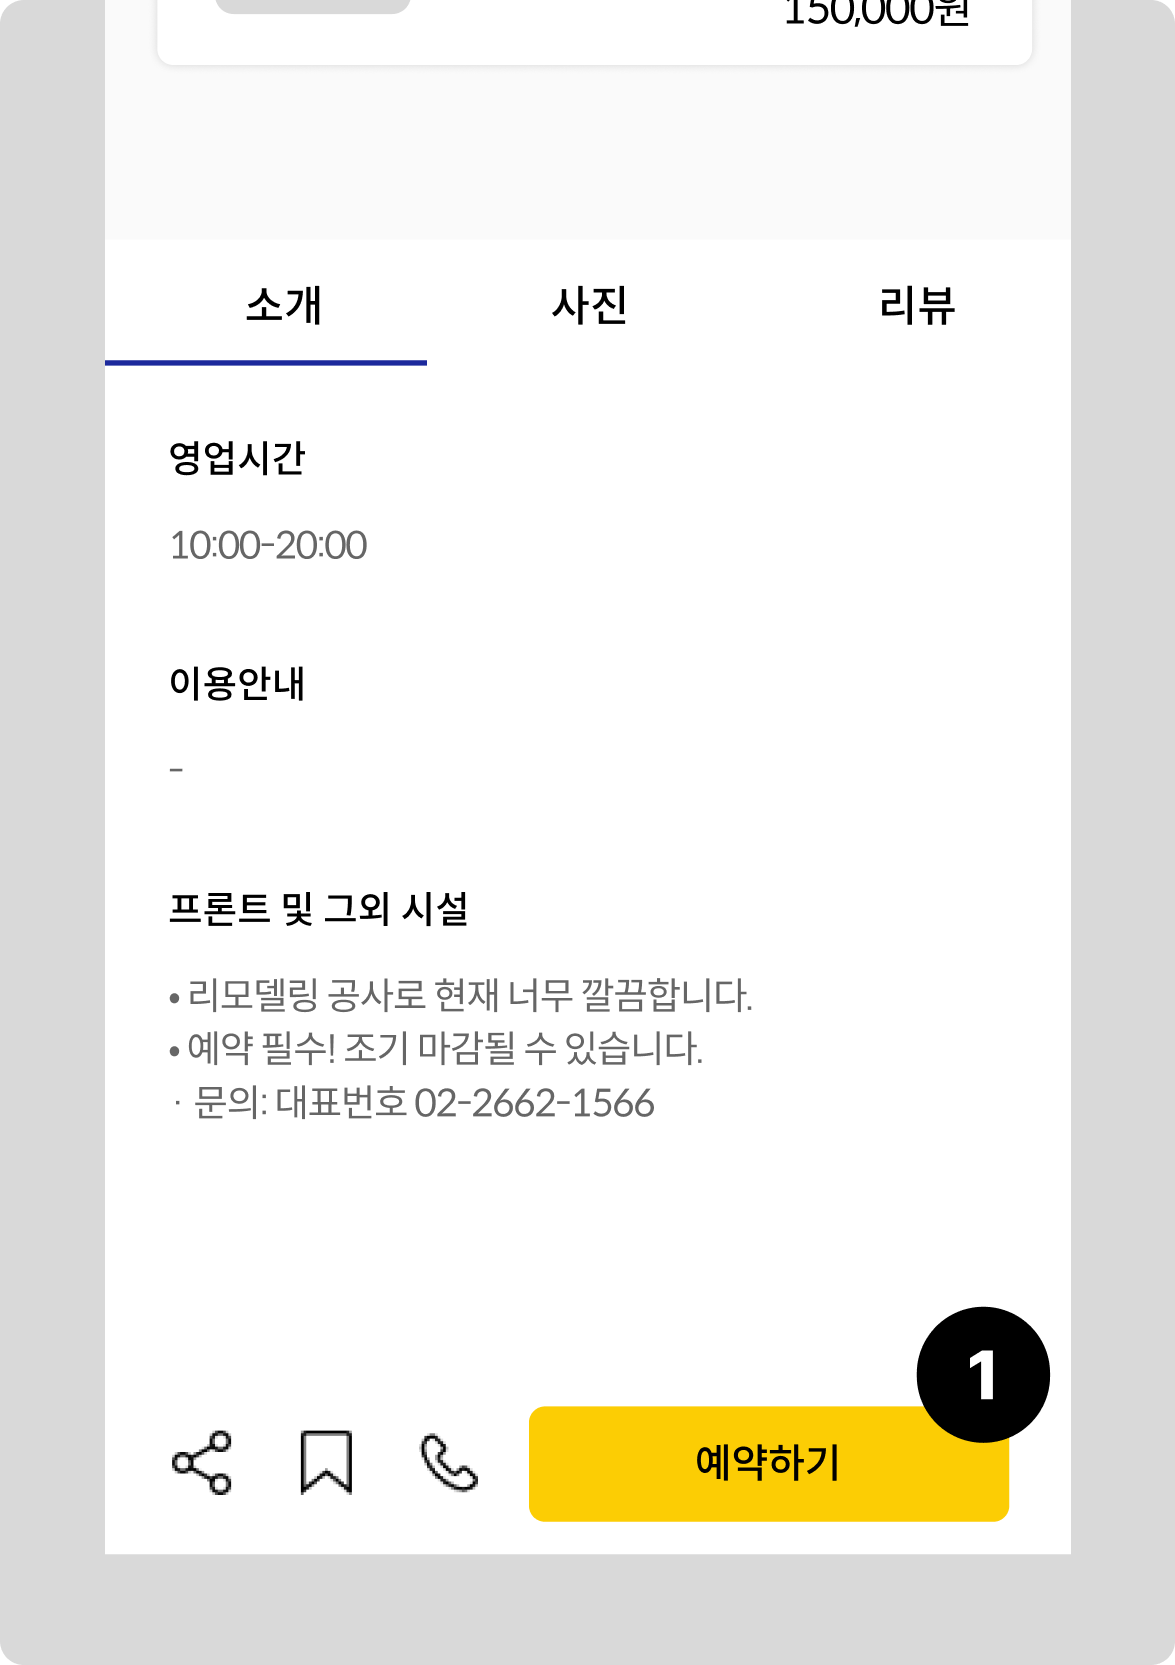 150,000원
소개 사진 리뷰
영업시간
10:00-20:00
이용안내
-
프론트 및 그외 시설
• 리모델링 공사로 현재 너무 깔끔합니다.
• 예약 필수! 조기 마감될 수 있습니다.
· 문의: 대표번호 02-2662-1566
1
예약하기